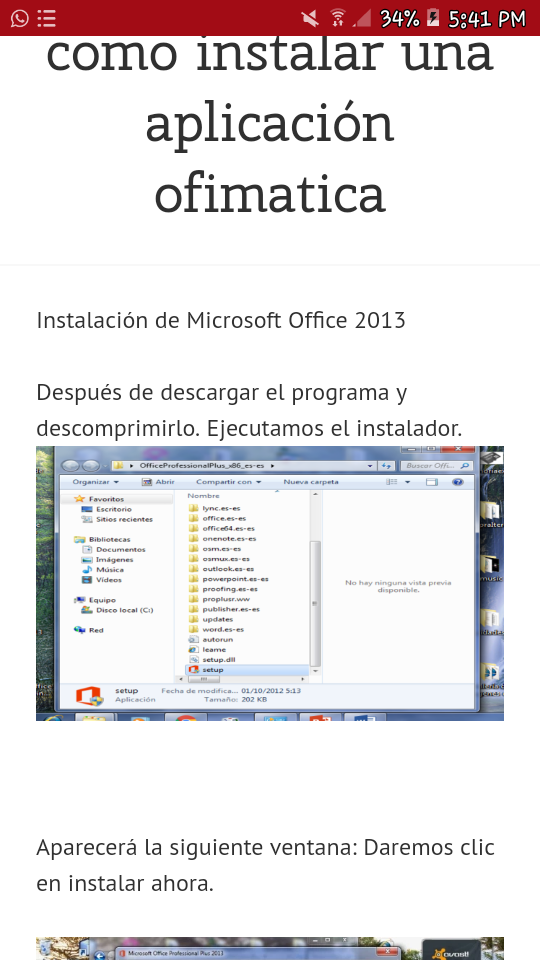 34% 5:41 PM
como instalar una
aplicación
ofimatica
Instalación de Microsoft Office 2013
Después de descargar el programa y
descomprimirlo. Ejecutamos el instalador.
OfficeProfessionalPlus_x86_es-es
Buscar Offi...
Organizar Abrir Compartir con Nueva carpeta
Nombre
Favoritos
Escritorio
Sitios recientes
Bibliotecas
Documentos
Imágenes
Música
Vídeos
Equipo
Disco local (C:)
Red
lync.es-es
office.es-es
office64.es-es
onenote.es-es
osm.es-es
osmux.es-es
outlook.es-es
powerpoint.es-es
proofing.es-es
proplusr.ww
publisher.es-es
updates
word.es-es
autorun
leame
setup.dll
setup
No hay ninguna vista previa
disponible.
setup Fecha de modifica... 01/10/2012 5:13
Aplicación Tamaño: 202 KB
Aparecerá la siguiente ventana: Daremos clic
en instalar ahora.
Microsoft Office Professional Plus 2013
avast!